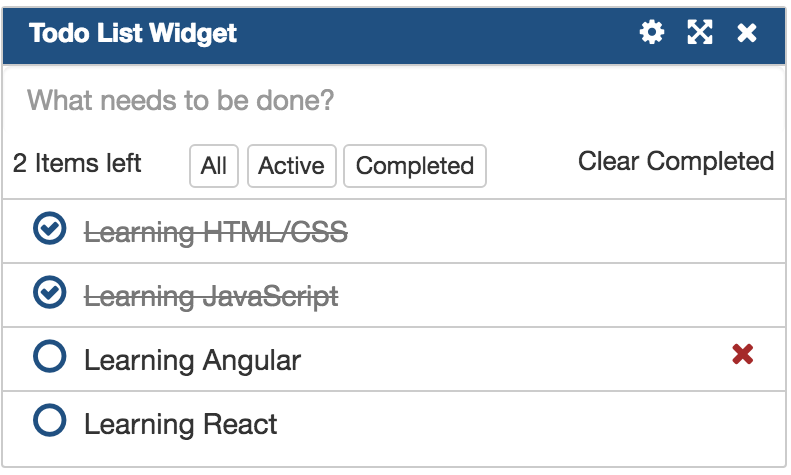 Todo List Widget
What needs to be done?
2 Items left All Active Completed Clear Completed
Learning HTML/CSS
Learning JavaScript
Learning Angular
Learning React